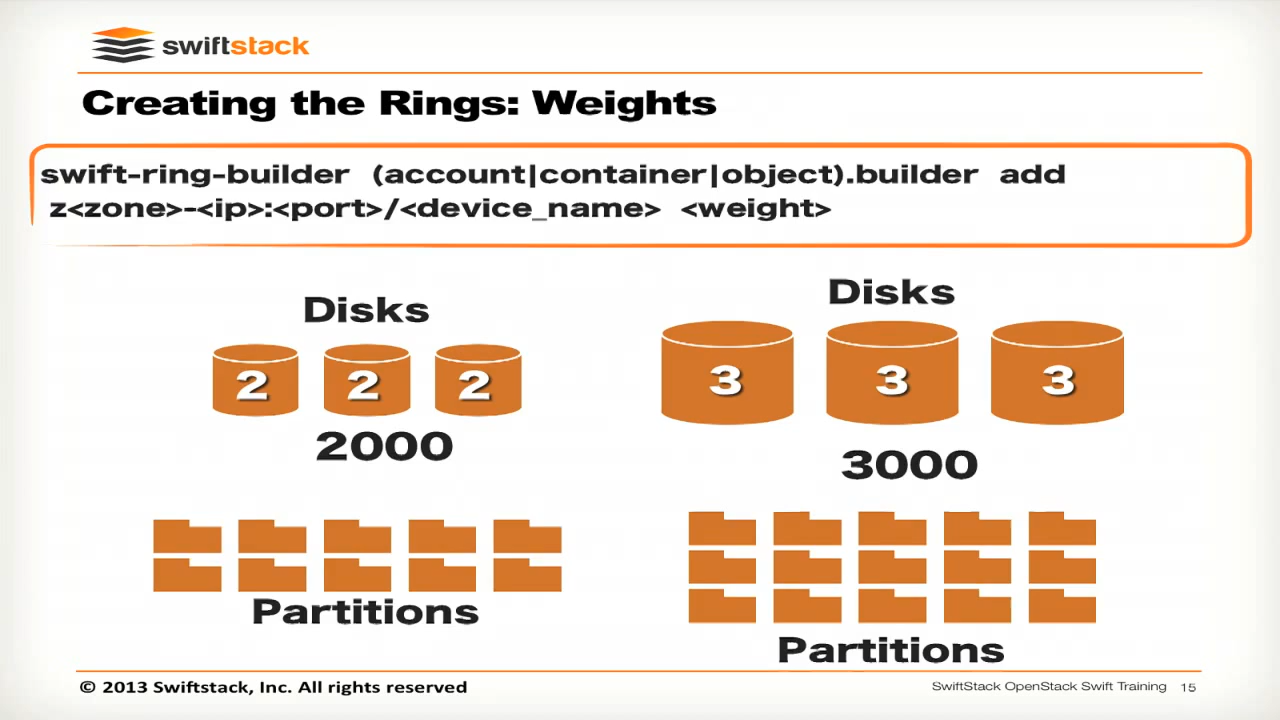 swiftstack
Creating the Rings: Weights
swift-ring-builder (account|container|object).builder add
z<zone>-<ip>:<port>/<device_name> <weight>
Disks
2 2 2
2000
Partitions
Disks
3 3 3
3000
Partitions
© 2013 Swiftstack, Inc. All rights reserved
SwiftStack OpenStack Swift Training 15